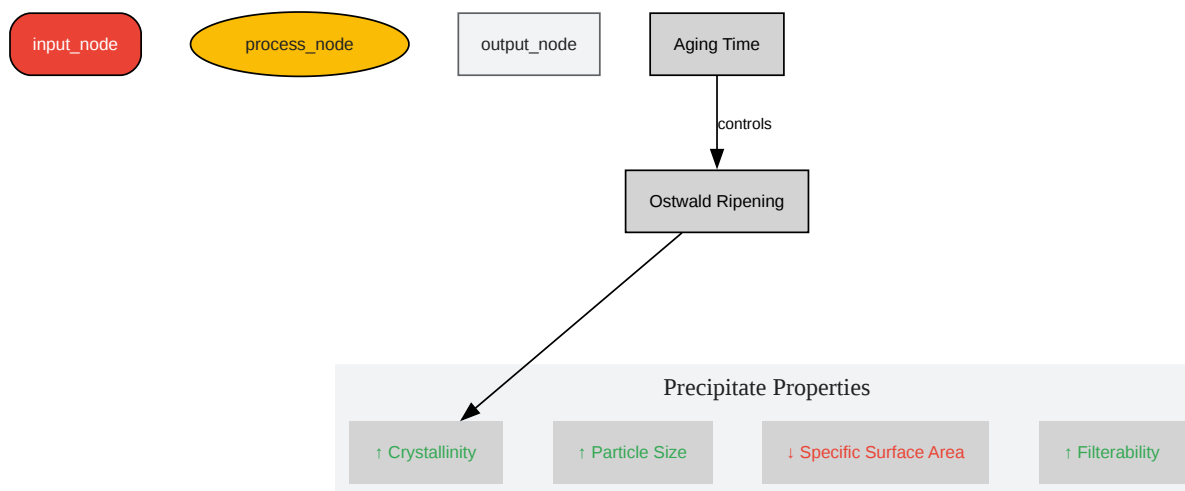 input_node
process_node
output_node
Aging Time
controls
Ostwald Ripening
Precipitate Properties
↑ Crystallinity
↑ Particle Size
↓ Specific Surface Area
↑ Filterability